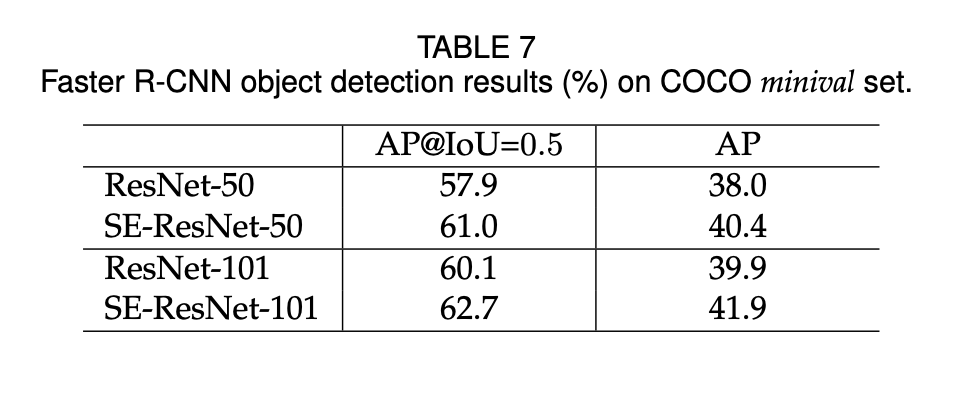 TABLE 7
Faster R-CNN object detection results (%) on COCO minival set.
AP@IoU=0.5 AP
ResNet-50 57.9 38.0
SE-ResNet-50 61.0 40.4
ResNet-101 60.1 39.9
SE-ResNet-101 62.7 41.9